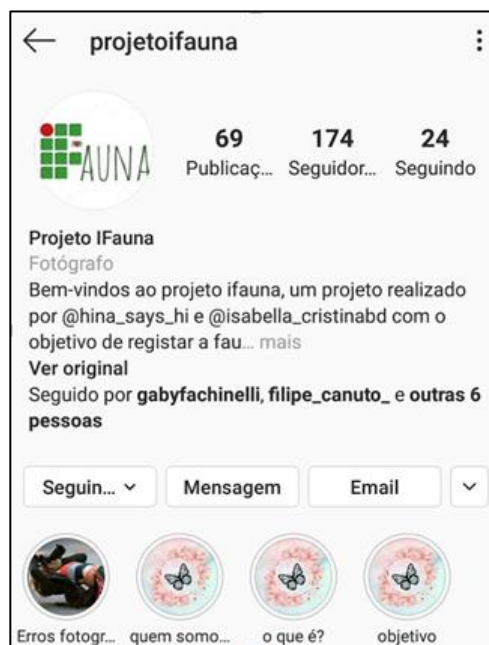 projetoifauna
IFAUNA
69 174 24
Publicaç... Seguidor... Seguindo
Projeto IFauna
Fotógrafo
Bem-vindos ao projeto ifauna, um projeto realizado
por @hina_says_hi e @isabella_cristinabd com o
objetivo de registar a fau... mais
Ver original
Seguido por gabyfachinelli, filipe_canuto_ e outras 6
pessoas
Seguin... Mensagem Email
Erros fotogr... quem somo... o que é? objetivo